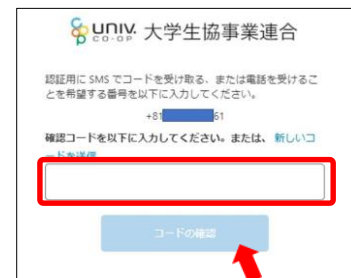 UNIV. 大学生協事業連合
CO-OP
認証用に SMS でコードを受け取る、または電話を受けるこ
とを希望する番号を以下に入力してください。
+81 61
確認コードを以下に入力してください。または、 新しいコ
ードを送信
コードの確認